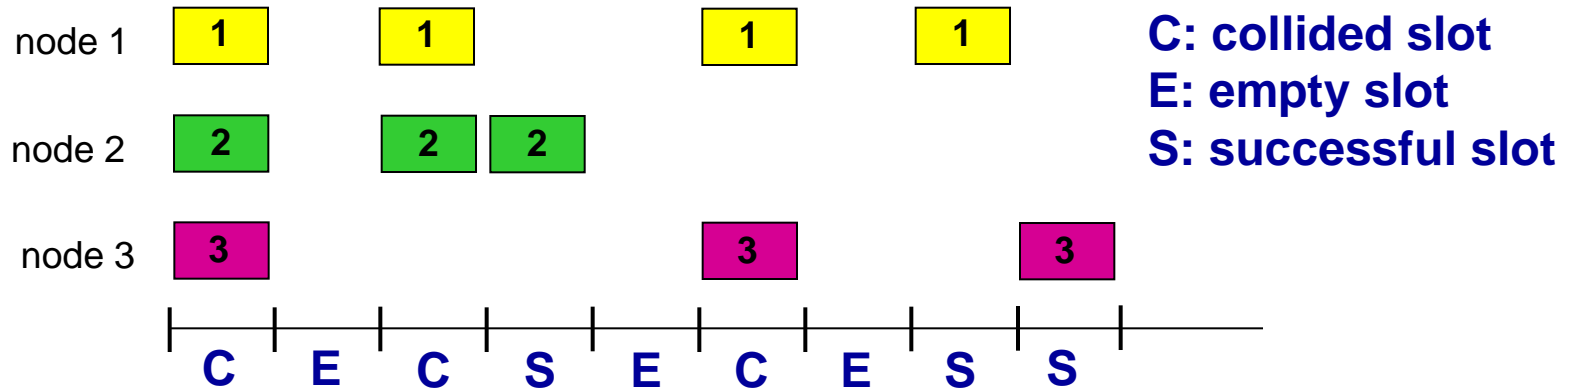 node 1 1 1 1 1
C: collided slot
E: empty slot
S: successful slot
node 2 2 2 2
node 3 3 3 3
C E C S E C E S S